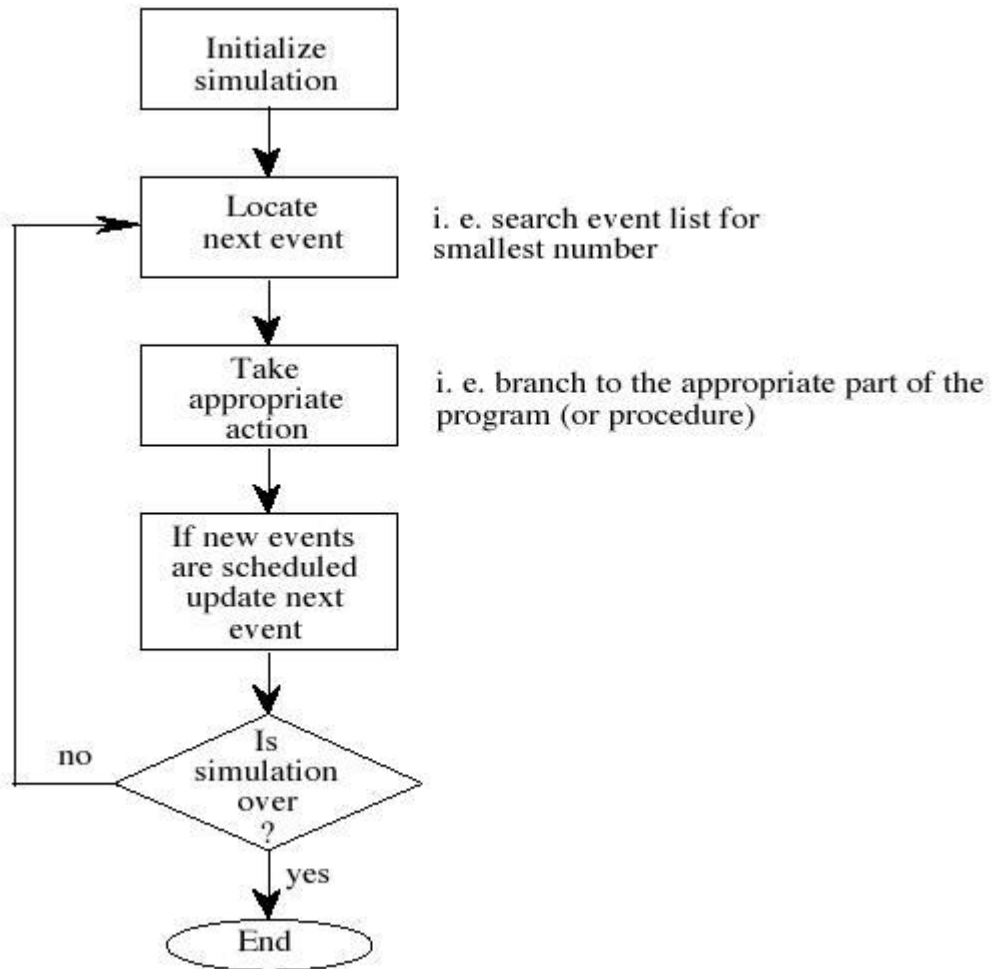 Initialize
simulation
Locate
next event
i. e. search event list for
smallest number
Take
appropriate
action
i. e. branch to the appropriate part of the
program (or procedure)
If new events
are scheduled
update next
event
Is
simulation
over
?
no
yes
End